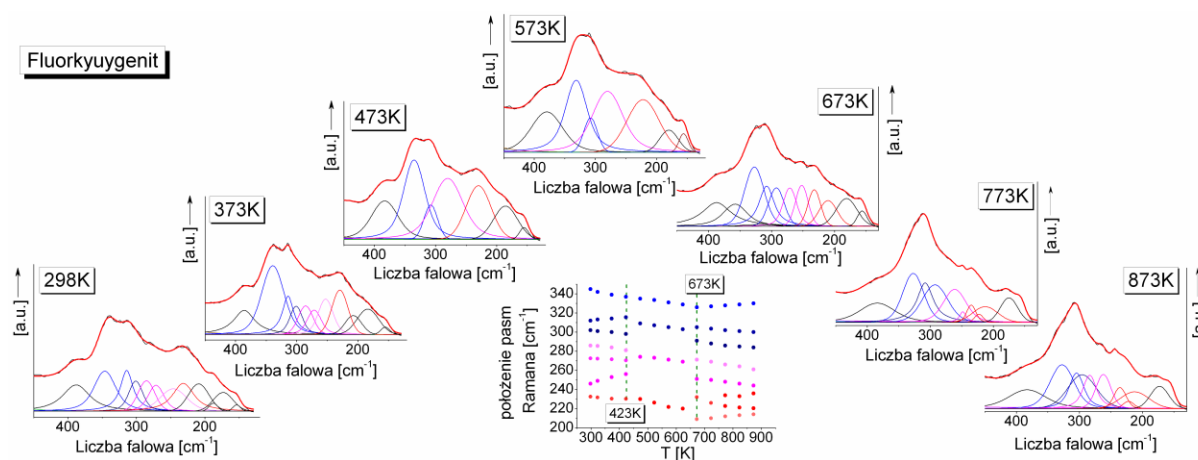 Fluorkyuygenit
298K
[a.u.]
400 300 200
Liczba falowa [cm-1]
373K
[a.u.]
400 300 200
Liczba falowa [cm-1]
473K
[a.u.]
400 300 200
Liczba falowa [cm-1]
573K
[a.u.]
400 300 200
Liczba falowa [cm-1]
673K
[a.u.]
400 300 200
Liczba falowa [cm-1]
773K
[a.u.]
400 300 200
Liczba falowa [cm-1]
873K
[a.u.]
400 300 200
Liczba falowa [cm-1]
położenie pasm
Ramana [cm-1]
340
320
300
280
260
240
220
200
673K
423K
300 400 500 600 700 800 900
T [K]